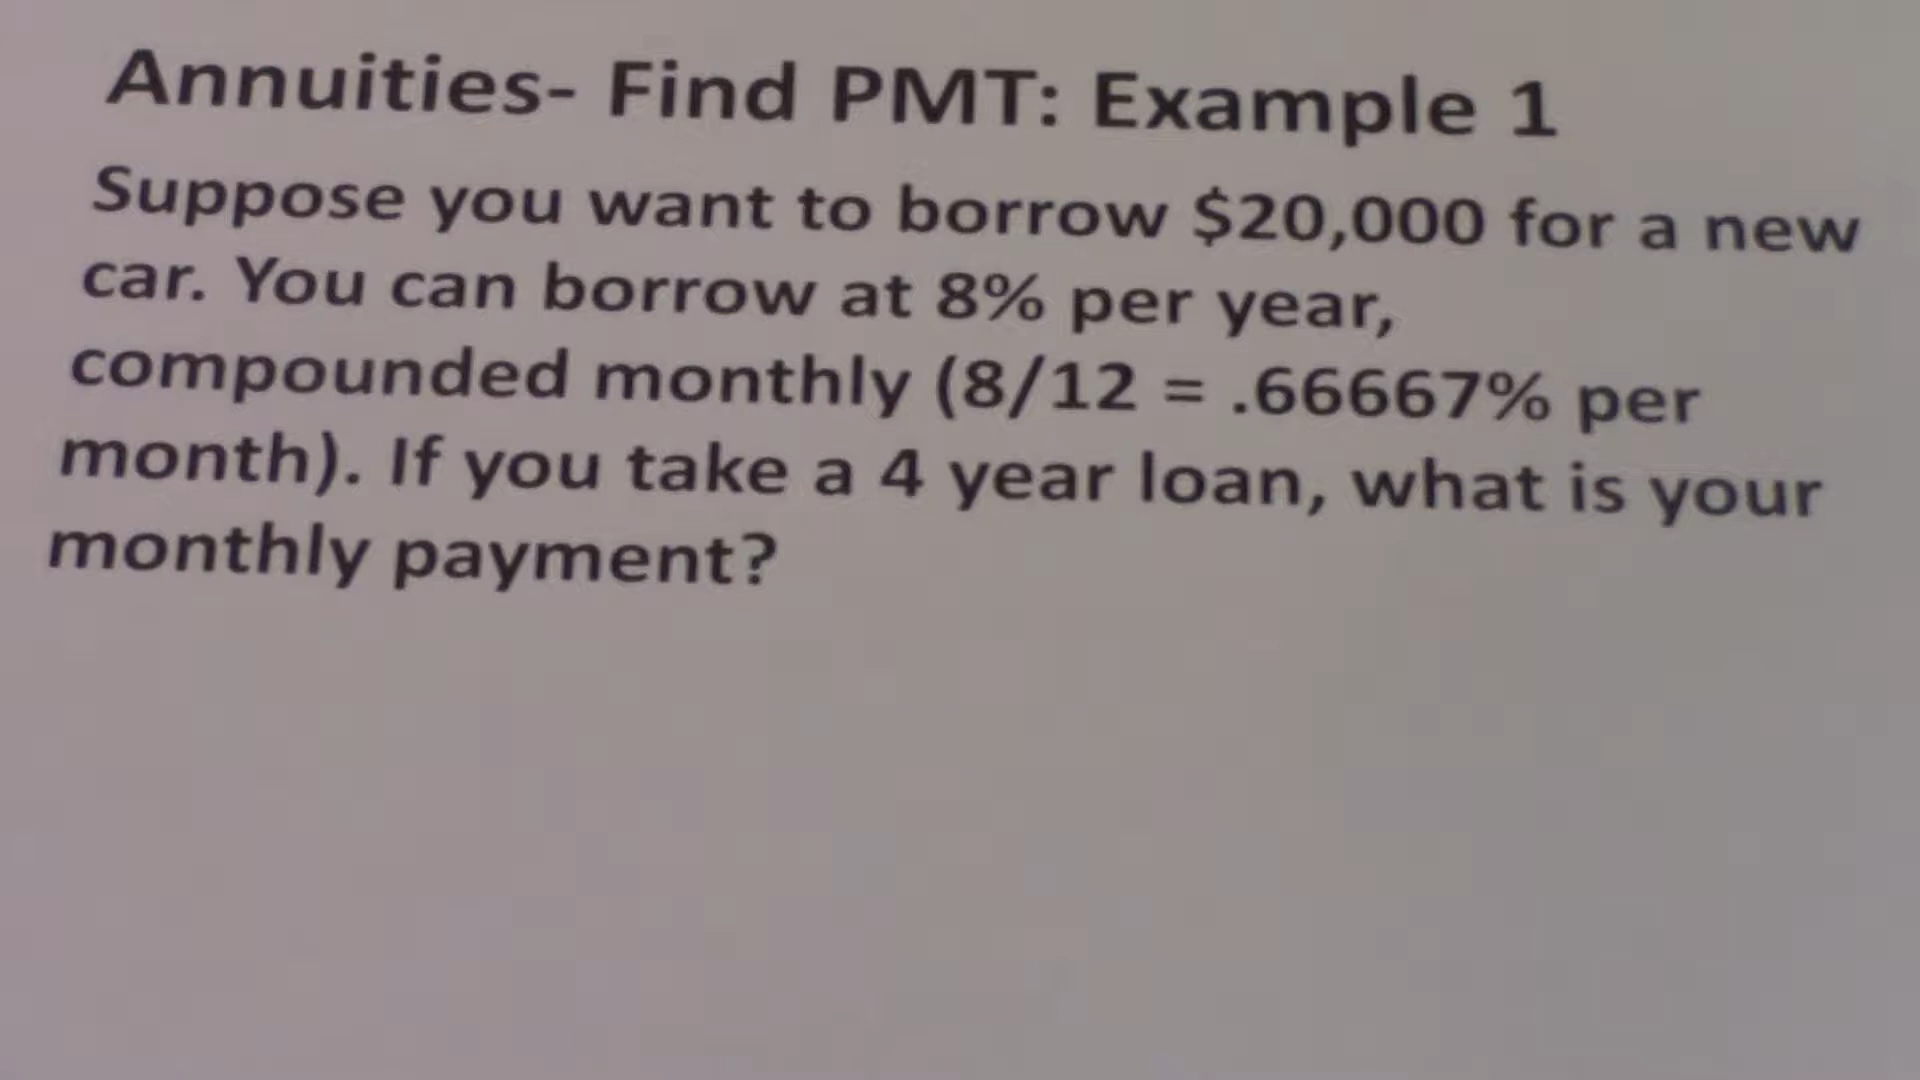 Annuities- Find PMT: Example 1
Suppose you want to borrow $20,000 for a new
car. You can borrow at 8% per year,
compounded monthly (8/12 = .66667% per
month). If you take a 4 year loan, what is your
monthly payment?